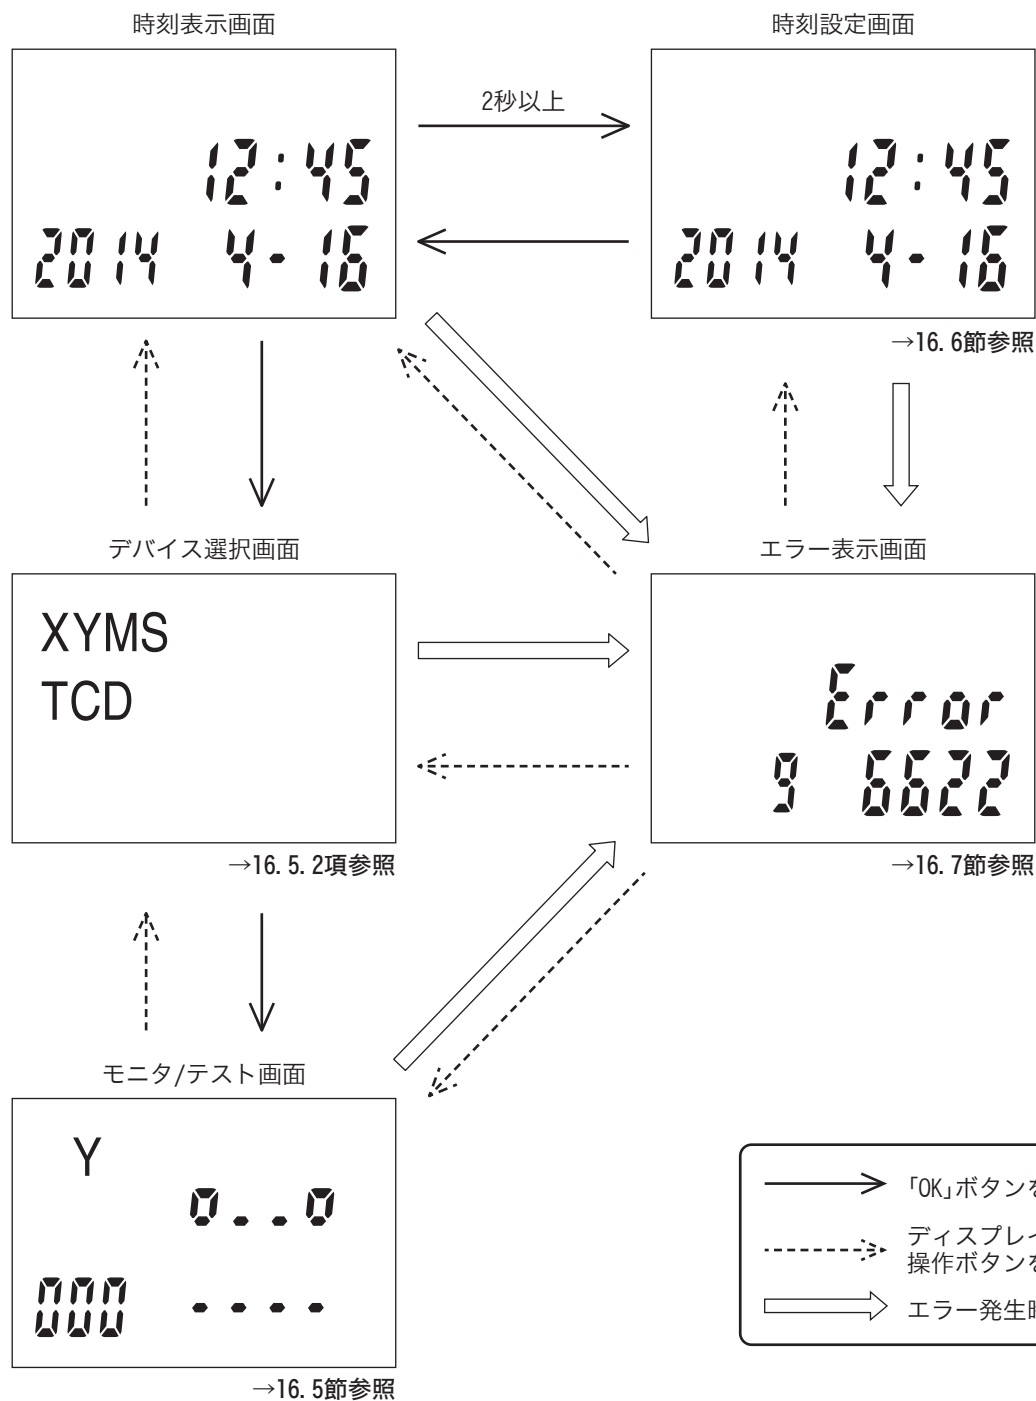 時刻表示画面
時刻設定画面
2秒以上
12:45
2014 4-16
12:45
2014 4-16
→16.6節参照
デバイス選択画面
エラー表示画面
XYMS
TCD
Error
9 6622
→16.5.2項参照
→16.7節参照
モニタ/テスト画面
Y
0__0
000 ----
→16.5節参照
「OK」ボタンを
ディスプレイ
操作ボタンを
エラー発生時